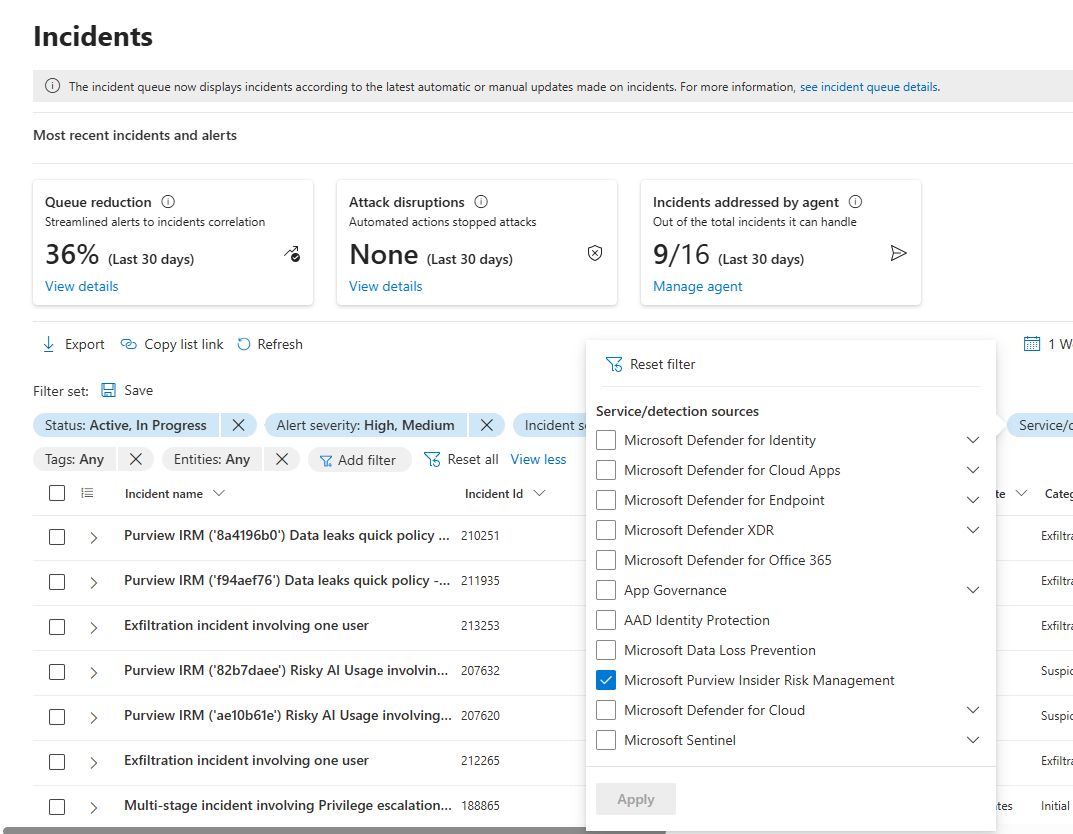 Incidents
The incident queue now displays incidents according to the latest automatic or manual updates made on incidents. For more information, see incident queue details.
Most recent incidents and alerts
Queue reduction
Streamlined alerts to incidents correlation
36% (Last 30 days)
View details
Attack disruptions
Automated actions stopped attacks
None (Last 30 days)
View details
Incidents addressed by agent
Out of the total incidents it can handle
9/16 (Last 30 days)
Manage agent
Export Copy list link Refresh 1 W
Filter set: Save
Status: Active, In Progress Alert severity: High, Medium Incident s Service/
Tags: Any Entities: Any Add filter Reset all View less
Incident name Incident Id te Categ
Purview IRM ('8a4196b0') Data leaks quick policy ... 210251 Exfiltra
Purview IRM ('f94aef76') Data leaks quick policy -... 211935 Exfiltra
Exfiltration incident involving one user 213253 Exfiltra
Purview IRM ('82b7daee') Risky AI Usage involvin... 207632 Suspic
Purview IRM ('ae10b61e') Risky AI Usage involving... 207620 Suspic
Exfiltration incident involving one user 212265 Exfiltra
Multi-stage incident involving Privilege escalation... 188865 tes Initial
Reset filter
Service/detection sources
Microsoft Defender for Identity
Microsoft Defender for Cloud Apps
Microsoft Defender for Endpoint
Microsoft Defender XDR
Microsoft Defender for Office 365
App Governance
AAD Identity Protection
Microsoft Data Loss Prevention
Microsoft Purview Insider Risk Management
Microsoft Defender for Cloud
Microsoft Sentinel
Apply